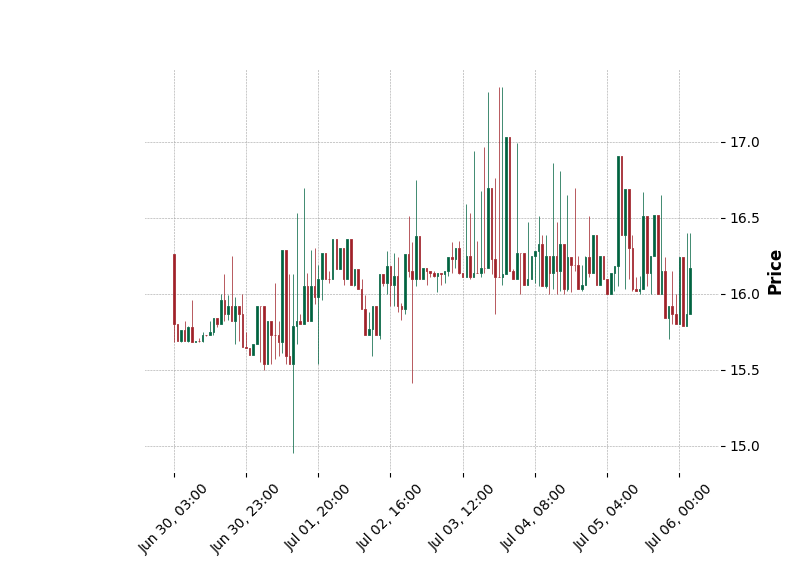 17.0
16.5
16.0
15.5
15.0
Price
Jun 30, 03:00
Jun 30, 23:00
Jul 01, 20:00
Jul 02, 16:00
Jul 03, 12:00
Jul 04, 08:00
Jul 05, 04:00
Jul 06, 00:00